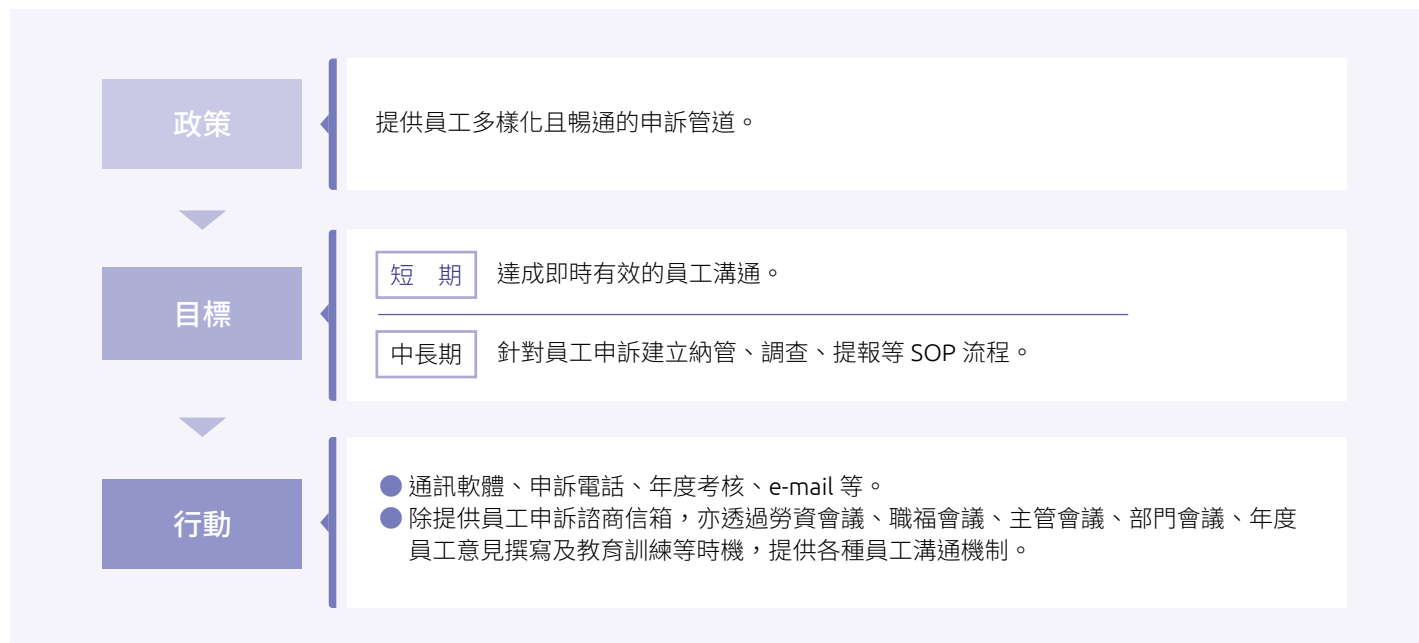 政策
提供員工多樣化且暢通的申訴管道。
目標
短　期
達成即時有效的員工溝通。
中長期
針對員工申訴建立納管、調查、提報等 SOP 流程。
行動
● 通訊軟體、申訴電話、年度考核、e-mail 等。
● 除提供員工申訴諮商信箱，亦透過勞資會議、職福會議、主管會議、部門會議、年度
員工意見撰寫及教育訓練等時機，提供各種員工溝通機制。